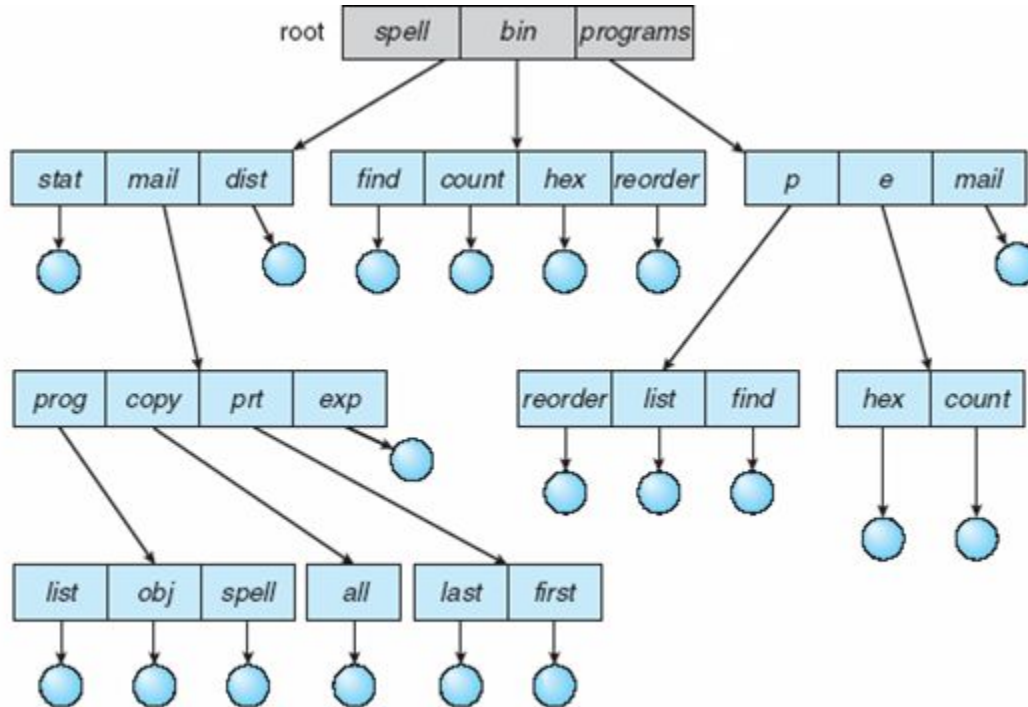 root spell bin programs
stat mail dist find count hex reorder p e mail
prog copy prt exp reorder list find hex count
list obj spell all last first